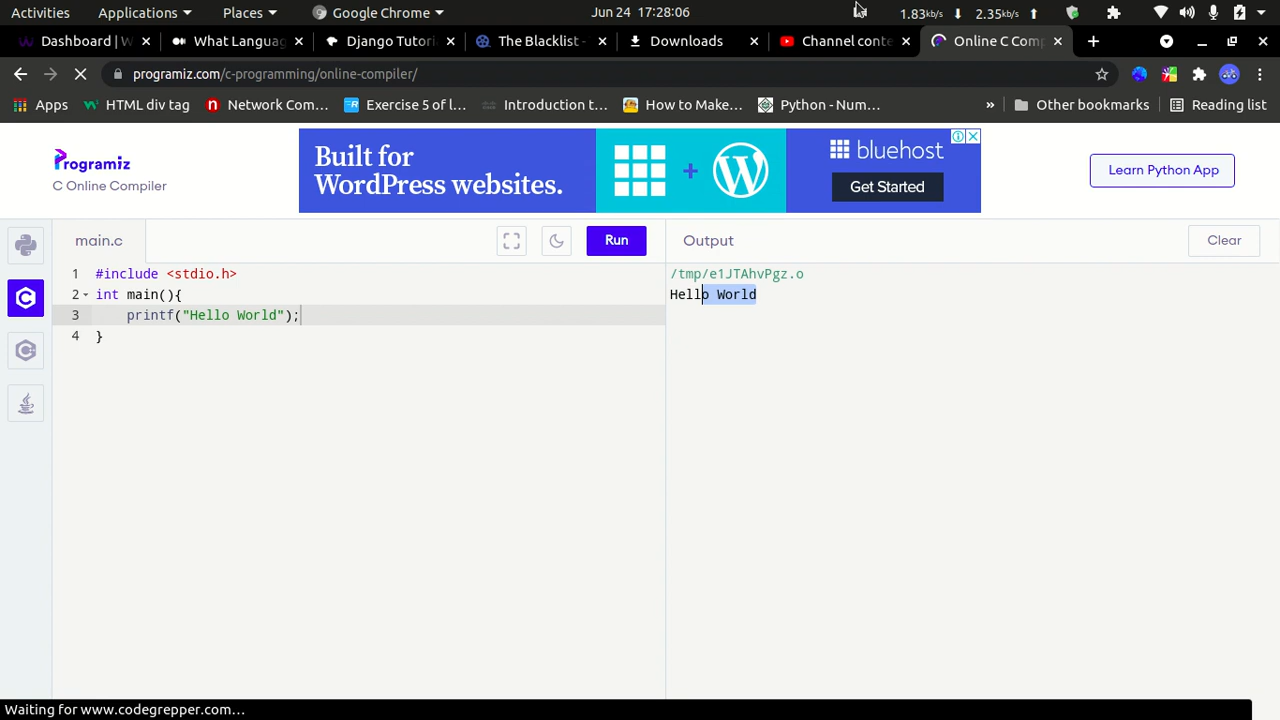 Activities Applications Places Google Chrome Jun 24 17:28:06 1.83kb/s 2.35kb/s
Dashboard | W What Languag Django Tutori The Blacklist - Downloads Channel conte Online C Comp
programiz.com/c-programming/online-compiler/
Apps HTML div tag Network Com... Exercise 5 of l... Introduction t... How to Make... Python - Num... » Other bookmarks Reading list
Programiz
C Online Compiler
Built for
WordPress websites.
+
bluehost
Get Started
Learn Python App
main.c Run Output Clear
1 #include <stdio.h>
2 int main(){
3 printf("Hello World");
4 }
/tmp/e1JTAhvPgz.o
Hello World
Waiting for www.codegrepper.com...